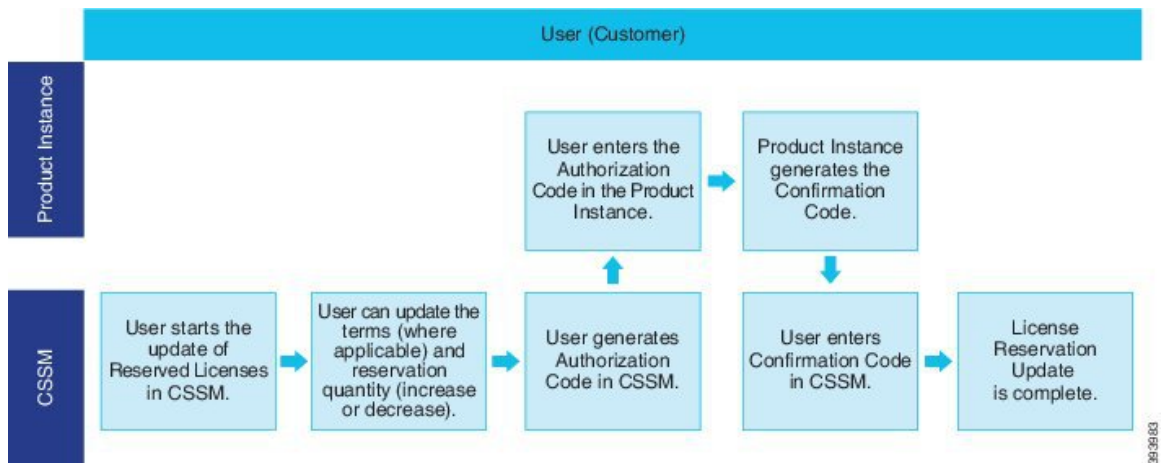 User (Customer)
Product Instance
User enters the
Authorization
Code in the Product
Instance.
Product Instance
generates the
Confirmation
Code.
CSSM
User starts the
update of
Reserved Licenses
in CSSM.
User can update the
terms (where
applicable) and
reservation
quantity (increase
or decrease).
User generates
Authorization
Code in CSSM.
User enters
Confirmation Code
in CSSM.
License
Reservation
Update
is complete.
393983